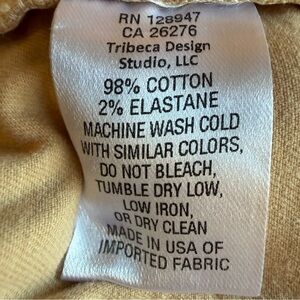 RN 128947
CA 26276
Tribeca Design
Studio, LLC
98% COTTON
2% ELASTANE
MACHINE WASH COLD
WITH SIMILAR COLORS,
DO NOT BLEACH,
TUMBLE DRY LOW,
LOW IRON,
OR DRY CLEAN
MADE IN USA OF
IMPORTED FABRIC